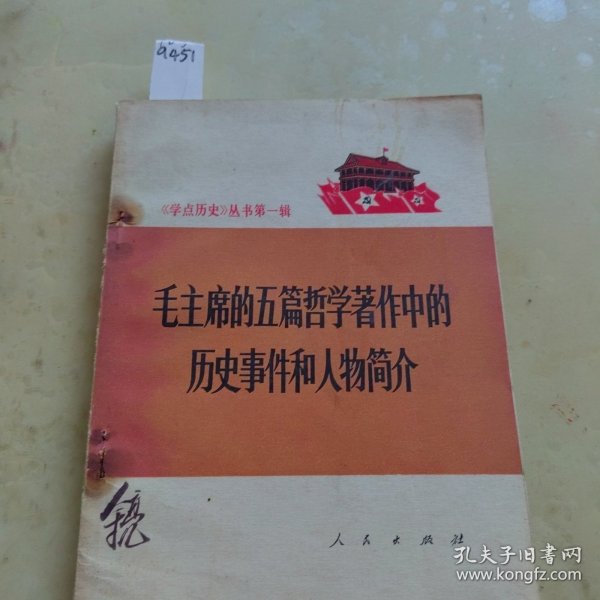 a451
《学点历史》丛书第一辑
毛主席的五篇哲学著作中的
历史事件和人物简介
人民出版社
孔夫子旧书网
www.kongfz.com